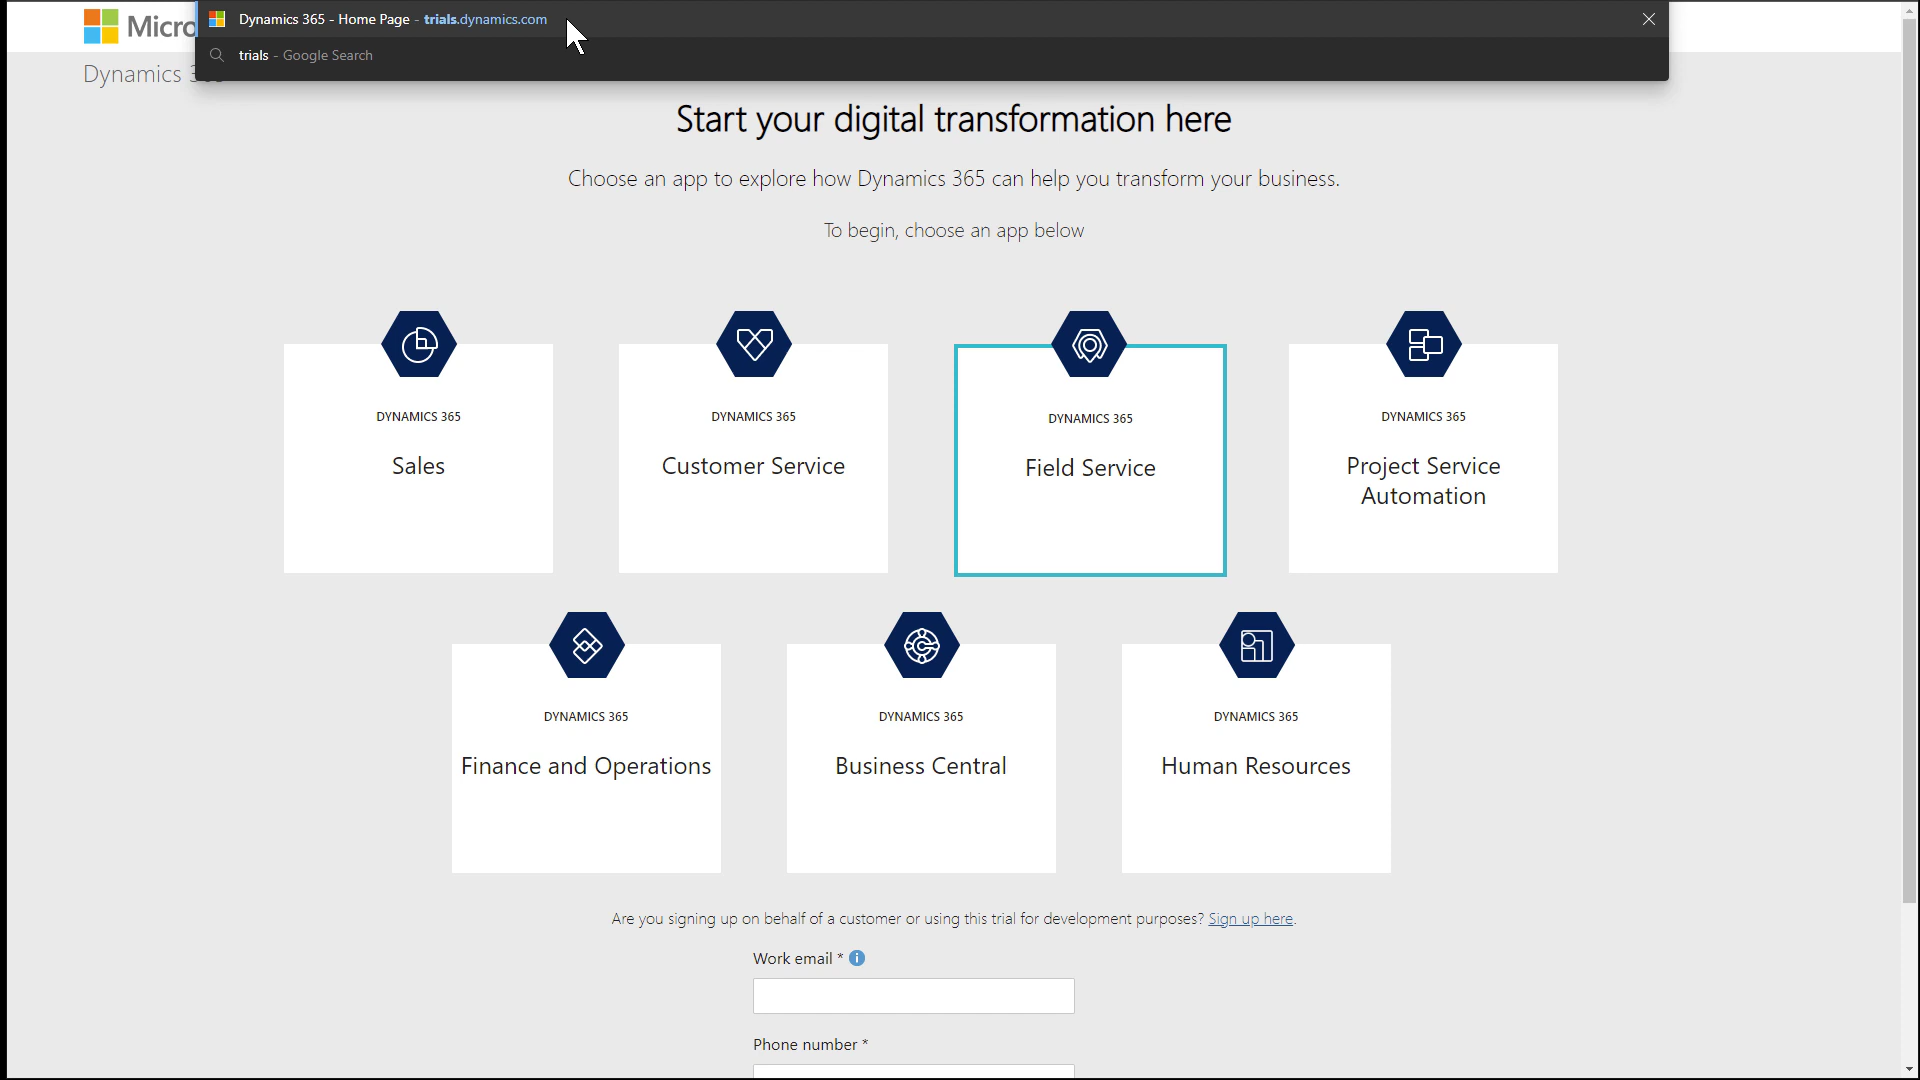 Micro
Dynamics 365 - Home Page - trials.dynamics.com
trials - Google Search
Dynamics
Start your digital transformation here
Choose an app to explore how Dynamics 365 can help you transform your business.
To begin, choose an app below
DYNAMICS 365
Sales
DYNAMICS 365
Customer Service
DYNAMICS 365
Field Service
DYNAMICS 365
Project Service
Automation
DYNAMICS 365
Finance and Operations
DYNAMICS 365
Business Central
DYNAMICS 365
Human Resources
Are you signing up on behalf of a customer or using this trial for development purposes? Sign up here.
Work email *
Phone number *